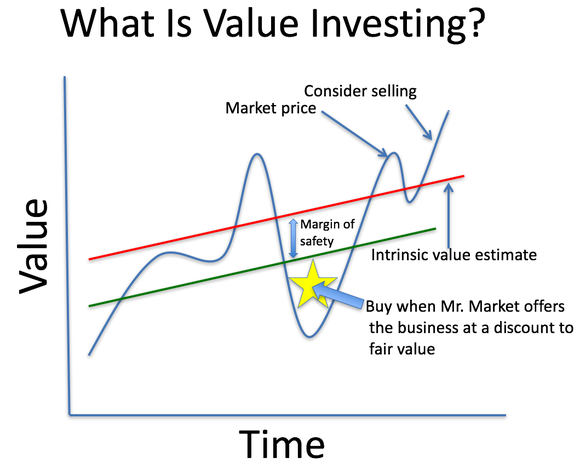 What Is Value Investing?
Consider selling
Market price
Margin of
safety
Intrinsic value estimate
Buy when Mr. Market offers
the business at a discount to
fair value
Value
Time